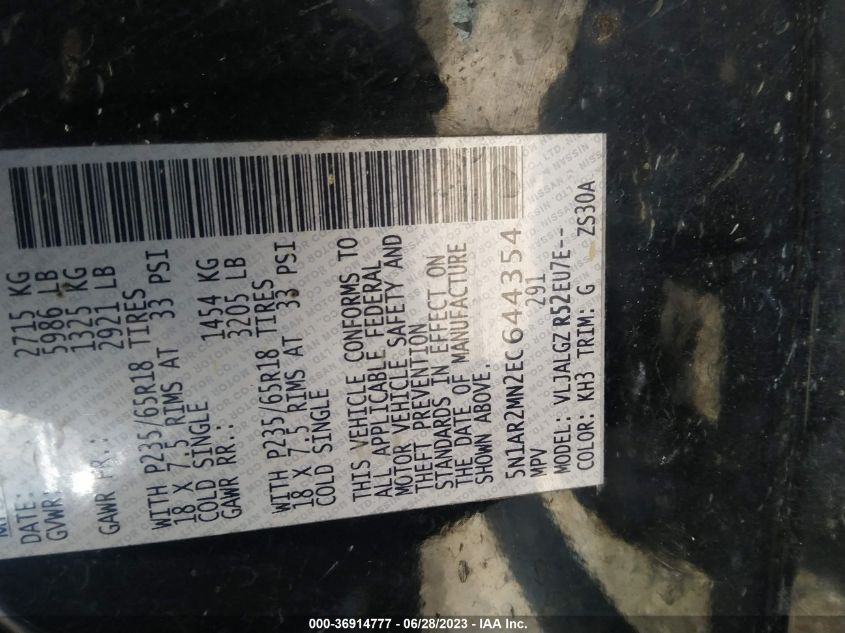 DATE:
GVWR: 2715 KG
5986 LB
GAWR FR.: 1325 KG
2921 LB
WITH P235/65R18 TIRES
18 X 7.5 RIMS AT 33 PSI
COLD SINGLE
GAWR RR.: 1454 KG
3205 LB
WITH P235/65R18 TIRES
18 X 7.5 RIMS AT 33 PSI
COLD SINGLE
THIS VEHICLE CONFORMS TO
ALL APPLICABLE FEDERAL
MOTOR VEHICLE SAFETY AND
THEFT PREVENTION
STANDARDS IN EFFECT ON
THE DATE OF MANUFACTURE
SHOWN ABOVE.
5N1AR2MN2EC644354
MPV 291
MODEL: VLJALGZ R52EU7E--
COLOR: KH3 TRIM: G ZS30A
000-36914777 - 06/28/2023 - IAA Inc.